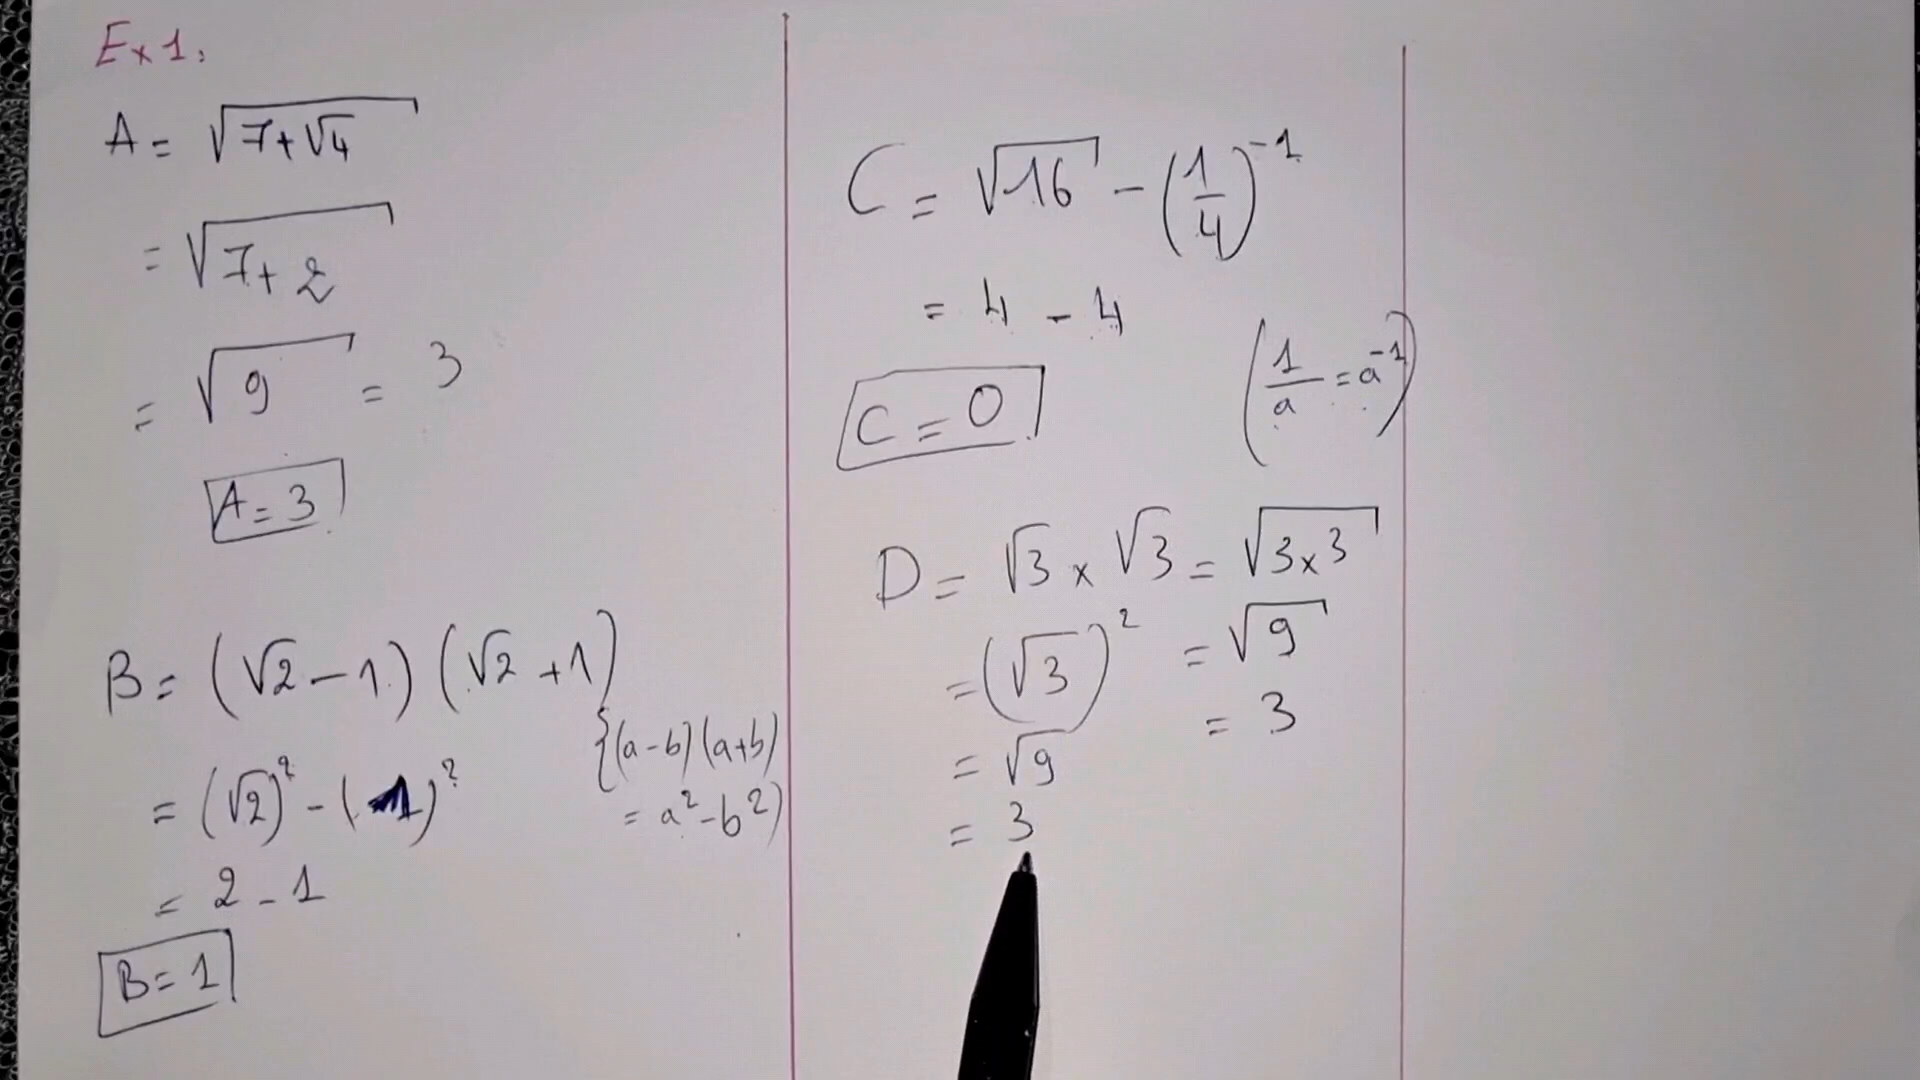 Ex 1:
A = √(7+√4)
= √(7+2)
= √9 = 3
A = 3
B = (√2 - 1) (√2 + 1)
{(a-b)(a+b)
= (√2)² - (1)²
= a² - b²)
= 2 - 1
B = 1
C = √16 - (1/4)⁻¹
= 4 - 4
(1/a = a⁻¹)
C = 0
D = √3 × √3 = √(3×3)
= (√3)² = √9
= √9 = 3
= 3